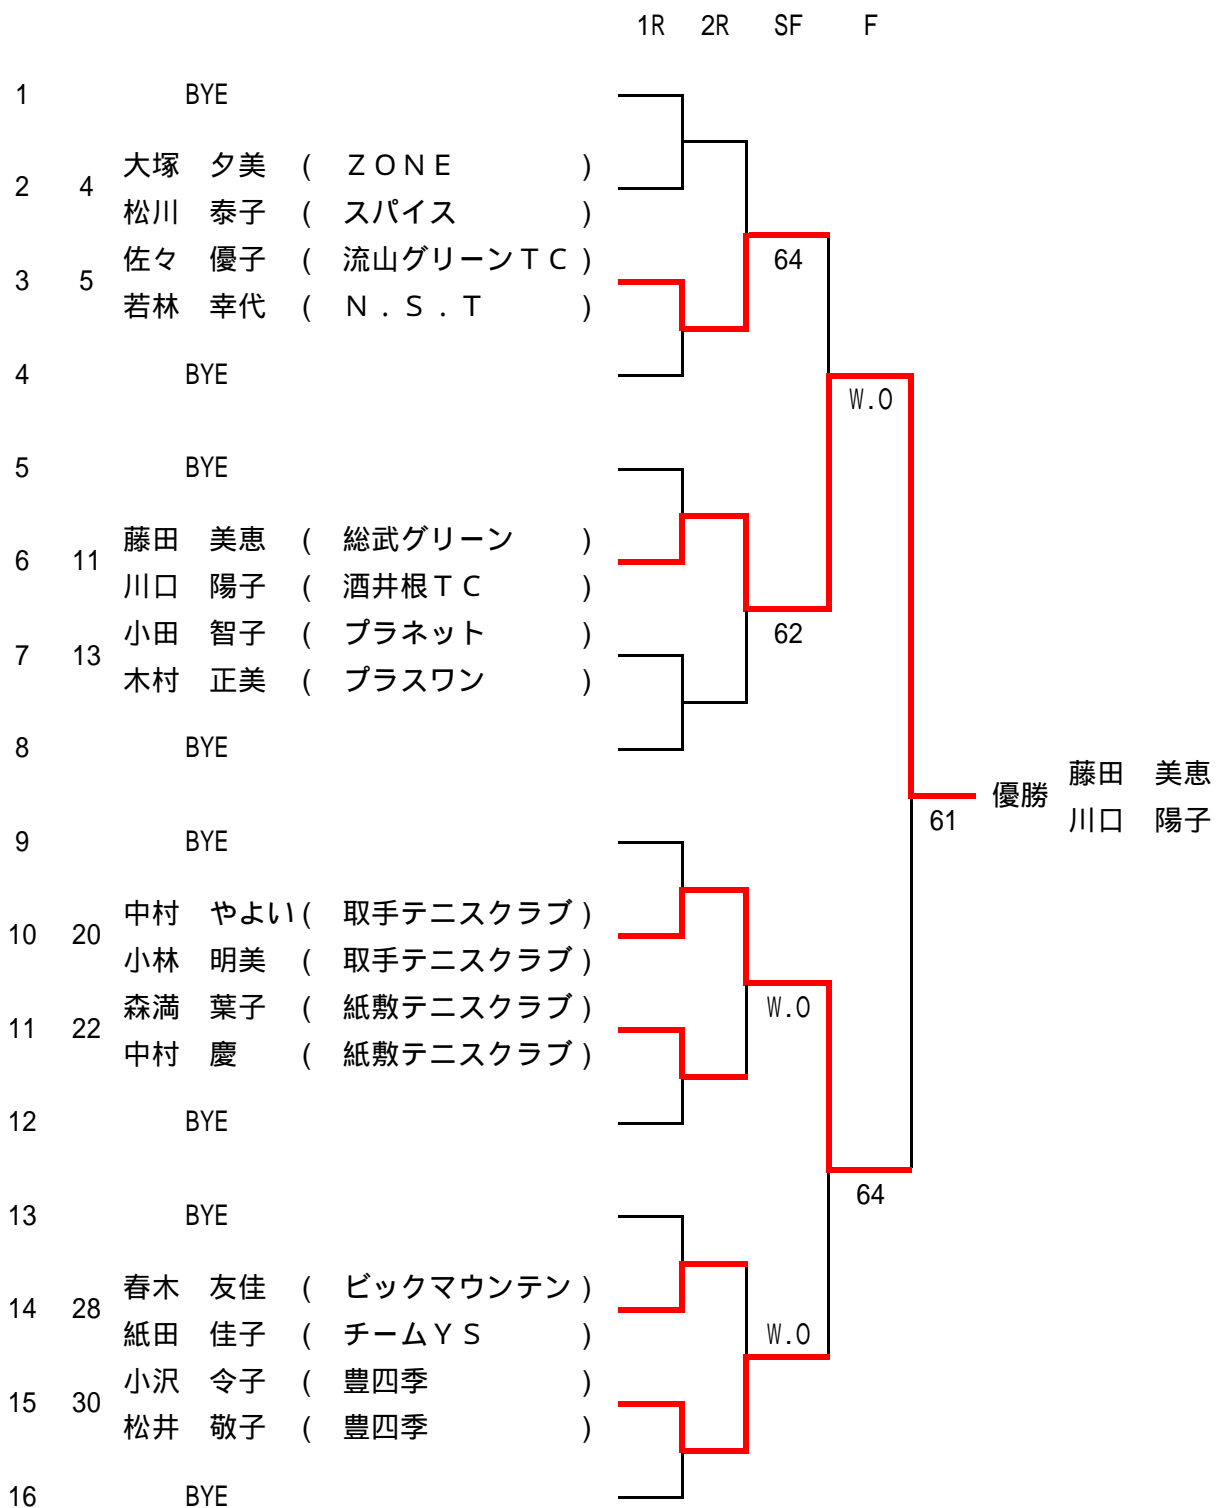 1R 2R SF F
1 BYE
大塚 夕美 ( ＺＯＮＥ )
2 4
松川 泰子 ( スパイス )
佐々 優子 ( 流山グリーンＴＣ )
64
3 5
若林 幸代 ( Ｎ．Ｓ．Ｔ )
4 BYE
W.O
5 BYE
藤田 美恵 ( 総武グリーン )
6 11
川口 陽子 ( 酒井根ＴＣ )
小田 智子 ( プラネット )
62
7 13
木村 正美 ( プラスワン )
8 BYE
藤田 美恵
優勝
61
川口 陽子
9 BYE
中村 やよい ( 取手テニスクラブ )
10 20
小林 明美 ( 取手テニスクラブ )
森満 葉子 ( 紙敷テニスクラブ )
W.O
11 22
中村 慶 ( 紙敷テニスクラブ )
12 BYE
64
13 BYE
春木 友佳 ( ビックマウンテン )
14 28
紙田 佳子 ( チームＹＳ )
W.O
小沢 令子 ( 豊四季 )
15 30
松井 敬子 ( 豊四季 )
16 BYE